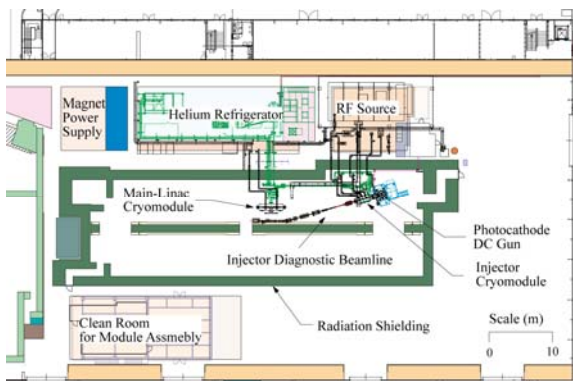 Magnet
Power
Supply
Helium Refrigerator
RF Source
Main-Linac
Cryomodule
Photocathode
DC Gun
Injector Diagnostic Beamline
Injector
Cryomodule
Clean Room
for Module Assmebly
Radiation Shielding
Scale (m)
0
10